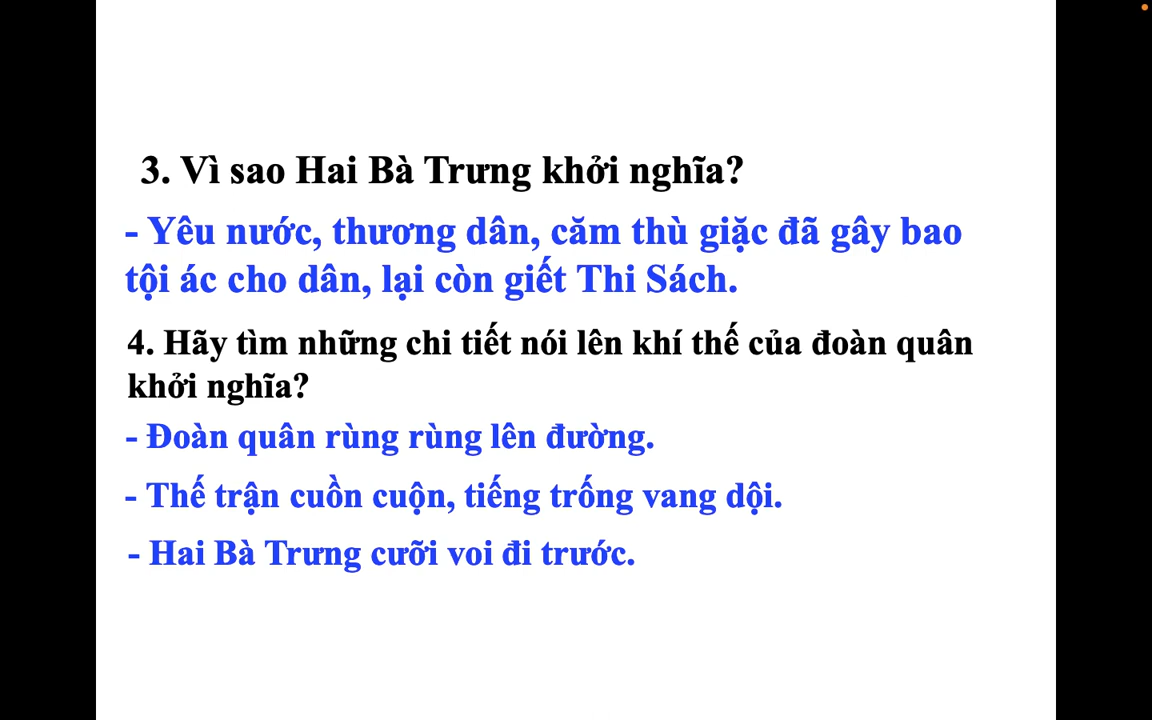 3. Vì sao Hai Bà Trưng khởi nghĩa?
- Yêu nước, thương dân, căm thù giặc đã gây bao
tội ác cho dân, lại còn giết Thi Sách.
4. Hãy tìm những chi tiết nói lên khí thế của đoàn quân
khởi nghĩa?
- Đoàn quân rùng rùng lên đường.
- Thế trận cuồn cuộn, tiếng trống vang dội.
- Hai Bà Trưng cưỡi voi đi trước.